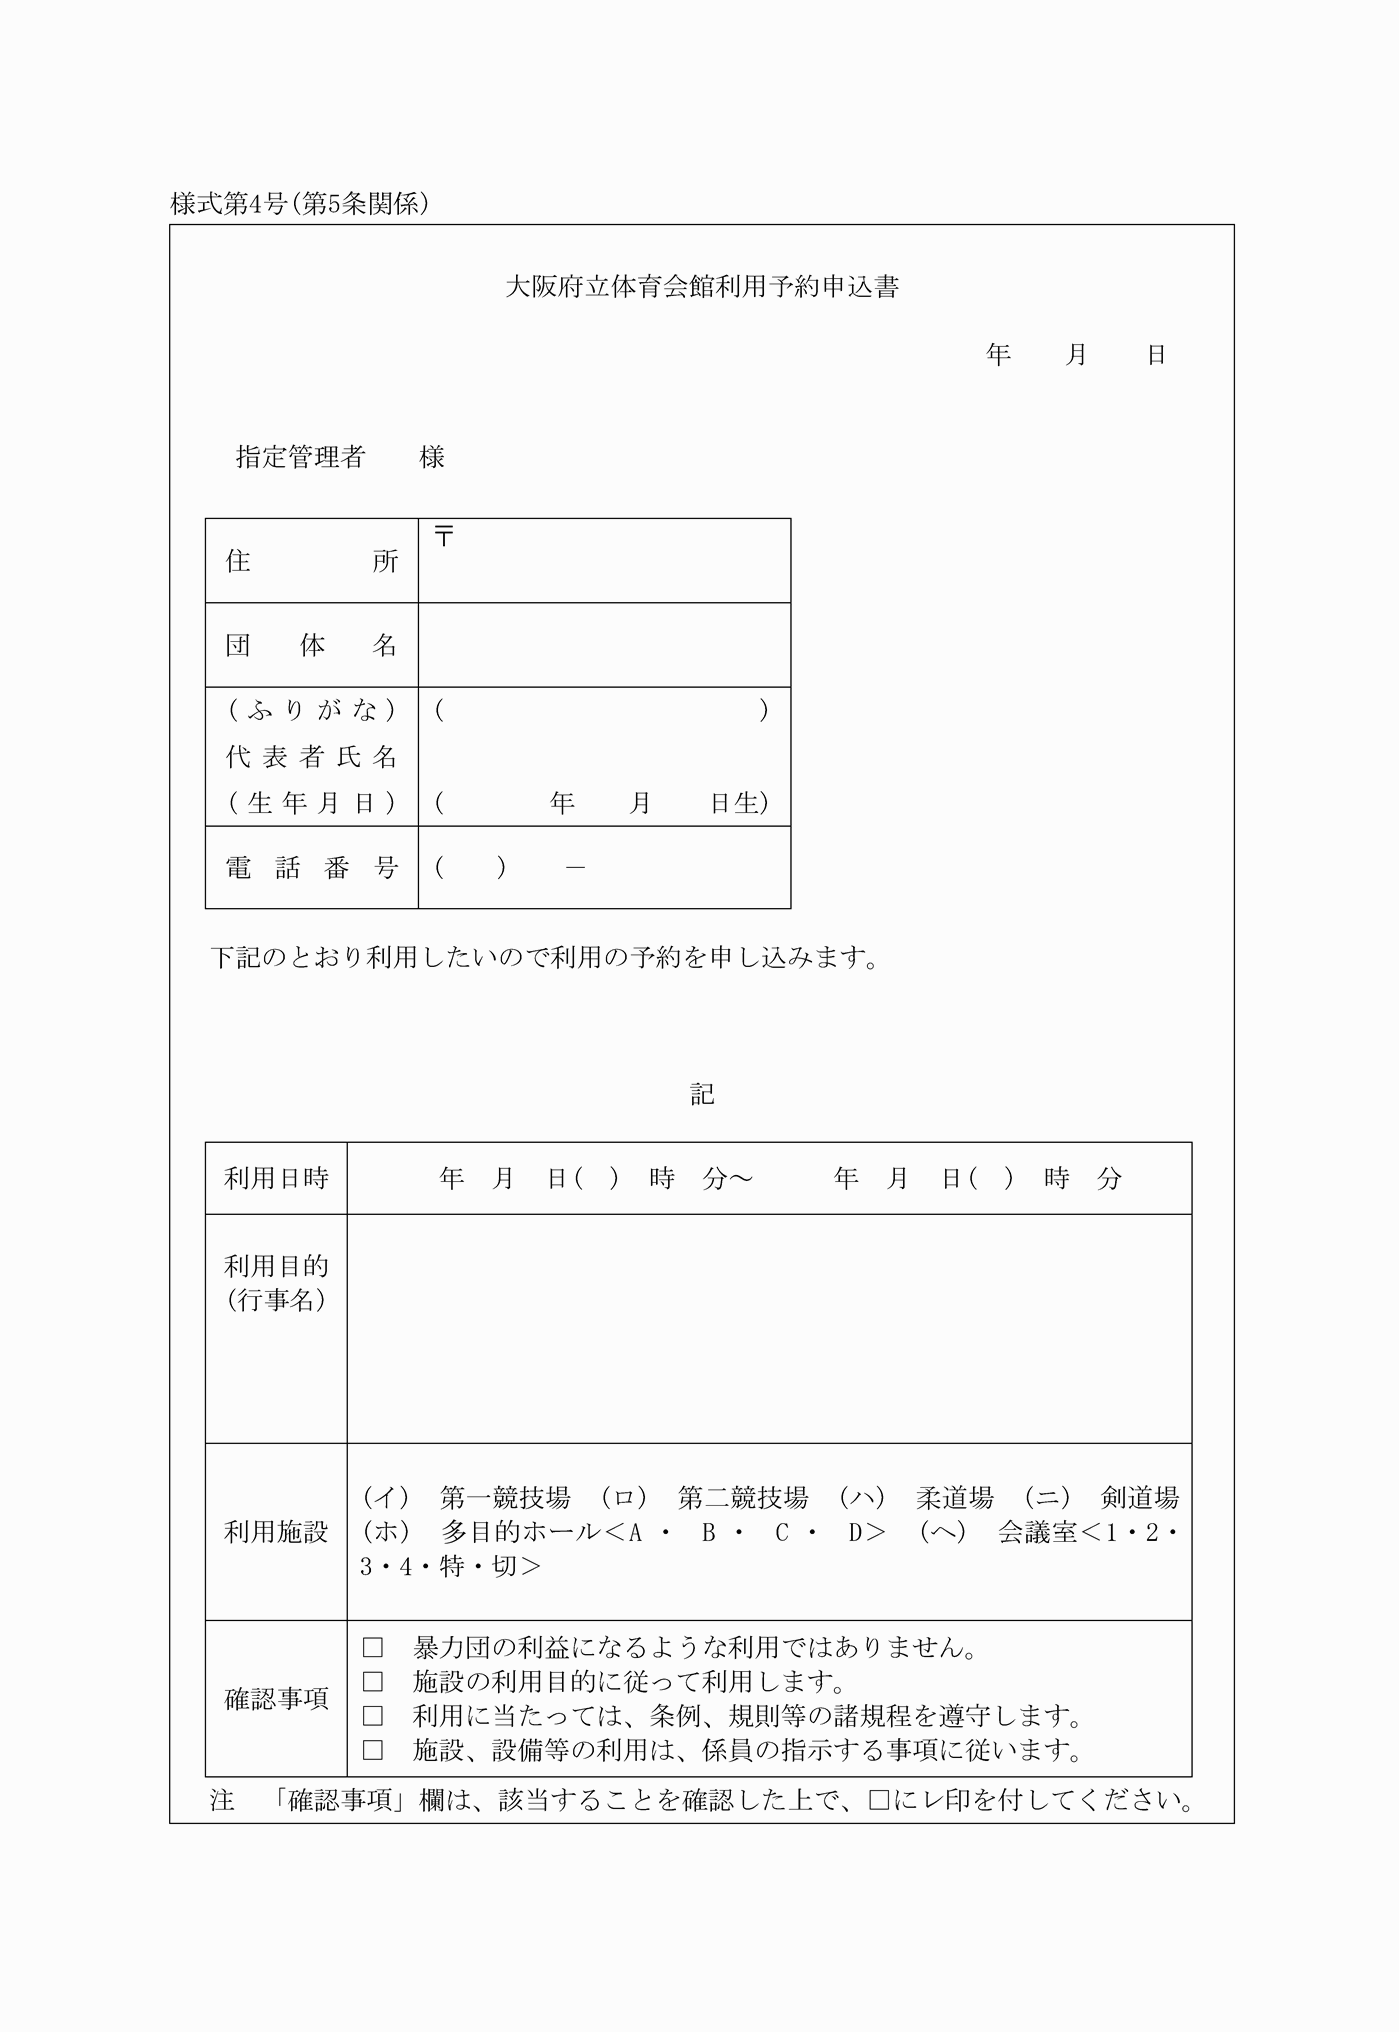 様式第4号(第5条関係)
大阪府立体育会館利用予約申込書
年　　月　　日
指定管理者　　様
住所
〒
団体名
(ふりがな)
(　　　　　　　　　　　　)
代表者氏名
(生年月日)
(　　　　年　　月　　日生)
電話番号
(　　)　　―
下記のとおり利用したいので利用の予約を申し込みます。
記
利用日時
年　月　日(　)　時　分～　　　年　月　日(　)　時　分
利用目的
(行事名)
利用施設
(イ)　第一競技場　(ロ)　第二競技場　(ハ)　柔道場　(ニ)　剣道場
(ホ)　多目的ホール＜A ・　B ・　C ・　D＞　(ヘ)　会議室＜1・2・
3・4・特・切＞
確認事項
□　暴力団の利益になるような利用ではありません。
□　施設の利用目的に従って利用します。
□　利用に当たっては、条例、規則等の諸規程を遵守します。
□　施設、設備等の利用は、係員の指示する事項に従います。
注　「確認事項」欄は、該当することを確認した上で、□にレ印を付してください。